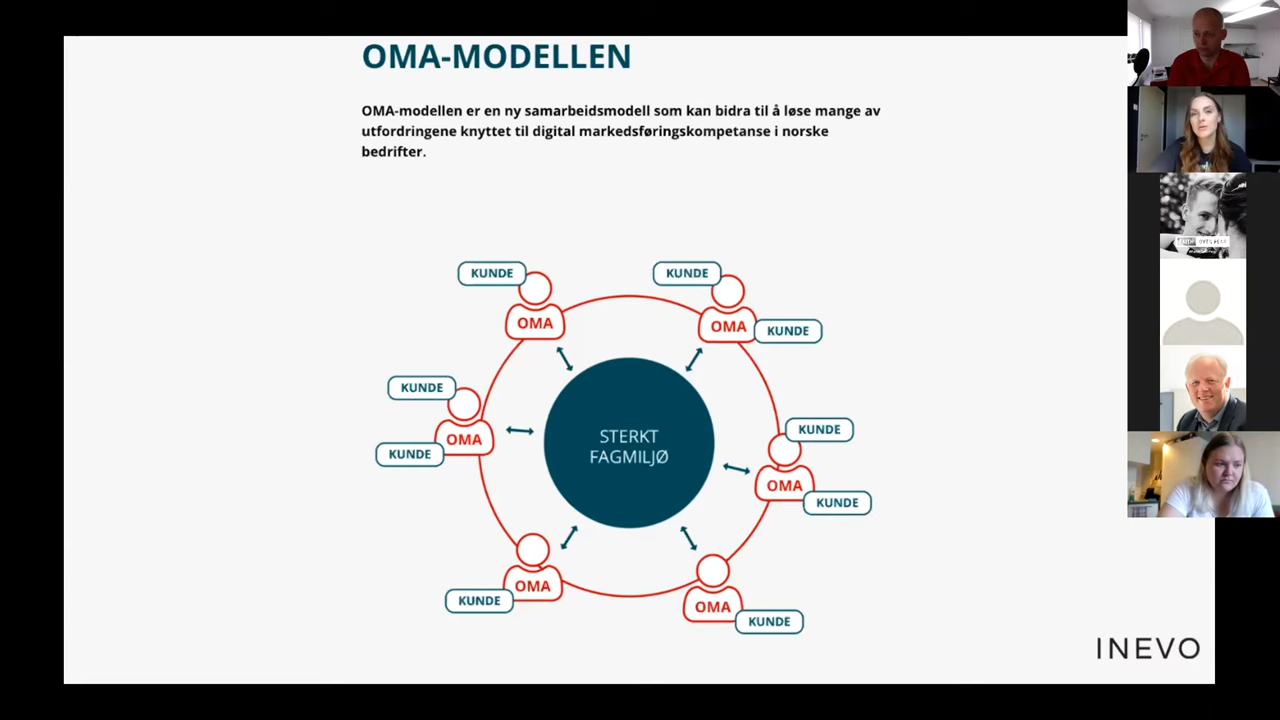 OMA-MODELLEN
OMA-modellen er en ny samarbeidsmodell som kan bidra til å løse mange av
utfordringene knyttet til digital markedsføringskompetanse i norske
bedrifter.
KUNDE
OMA
KUNDE
OMA
KUNDE
KUNDE
OMA
KUNDE
STERKT
FAGMILJØ
KUNDE
OMA
KUNDE
OMA
KUNDE
OMA
KUNDE
INEVO